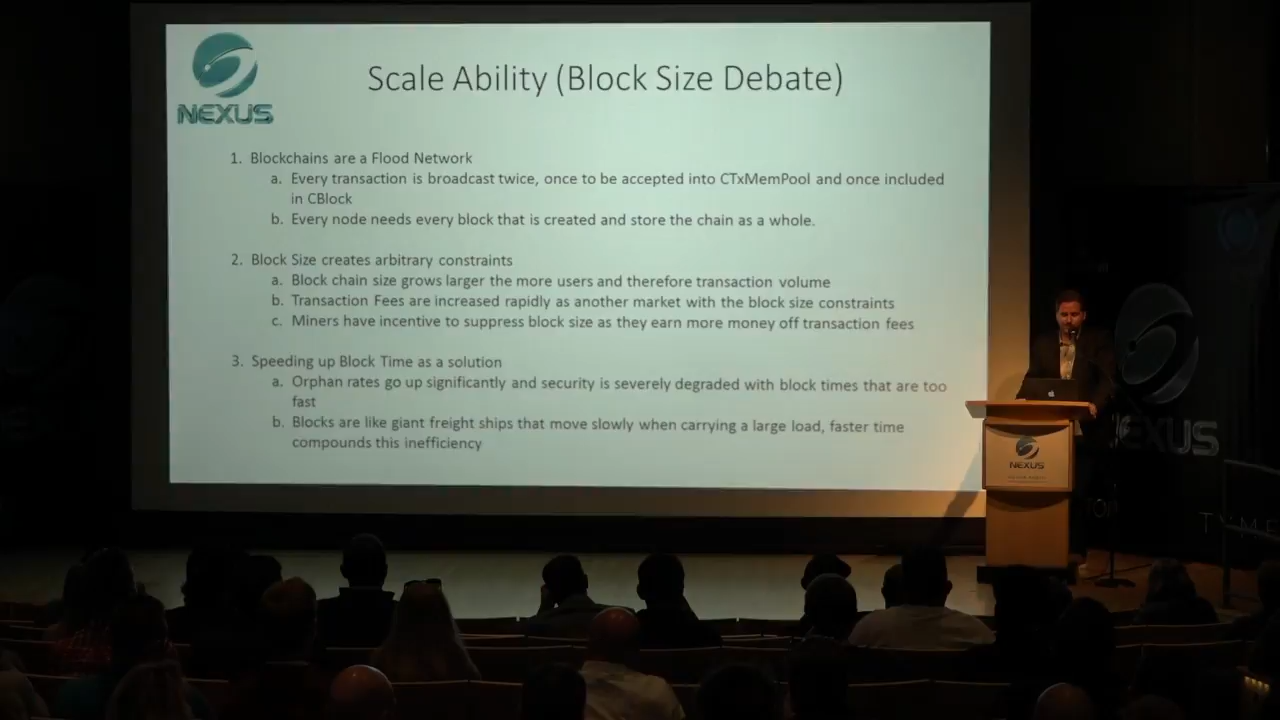 NEXUS
Scale Ability (Block Size Debate)
1. Blockchains are a Flood Network
a. Every transaction is broadcast twice, once to be accepted into CTxMemPool and once included
in CBlock
b. Every node needs every block that is created and store the chain as a whole.
2. Block Size creates arbitrary constraints
a. Block chain size grows larger the more users and therefore transaction volume
b. Transaction Fees are increased rapidly as another market with the block size constraints
c. Miners have incentive to suppress block size as they earn more money off transaction fees
3. Speeding up Block Time as a solution
a. Orphan rates go up significantly and security is severely degraded with block times that are too
fast
b. Blocks are like giant freight ships that move slowly when carrying a large load, faster time
compounds this inefficiency
NEXUS
EXUS